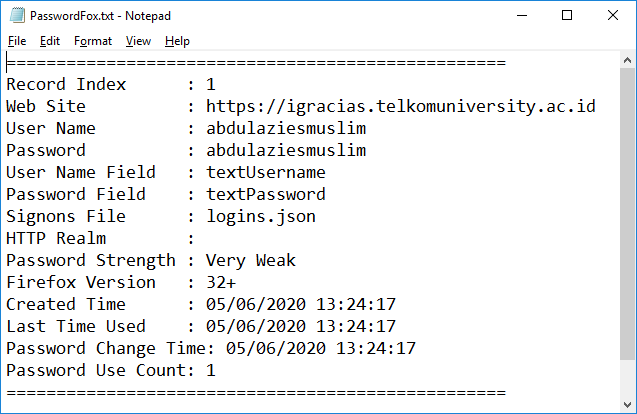 PasswordFox.txt - Notepad
File Edit Format View Help
==================================================
Record Index      : 1
Web Site          : https://igracias.telkomuniversity.ac.id
User Name         : abdulaziesmuslim
Password          : abdulaziesmuslim
User Name Field   : textUsername
Password Field    : textPassword
Signons File      : logins.json
HTTP Realm        :
Password Strength : Very Weak
Firefox Version   : 32+
Created Time      : 05/06/2020 13:24:17
Last Time Used    : 05/06/2020 13:24:17
Password Change Time: 05/06/2020 13:24:17
Password Use Count: 1
==================================================